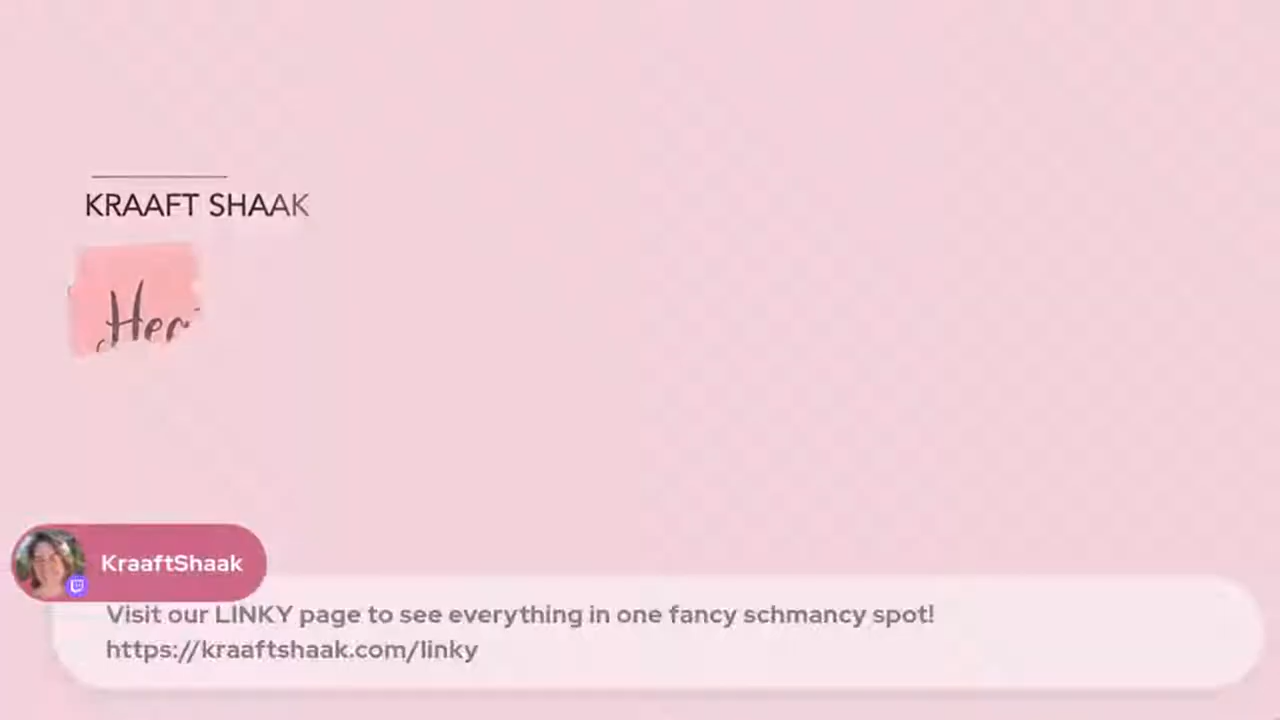 KRAAFT SHAAK
KraaftShaak
Visit our LINKY page to see everything in one fancy schmancy spot!
https://kraaftshaak.com/linky